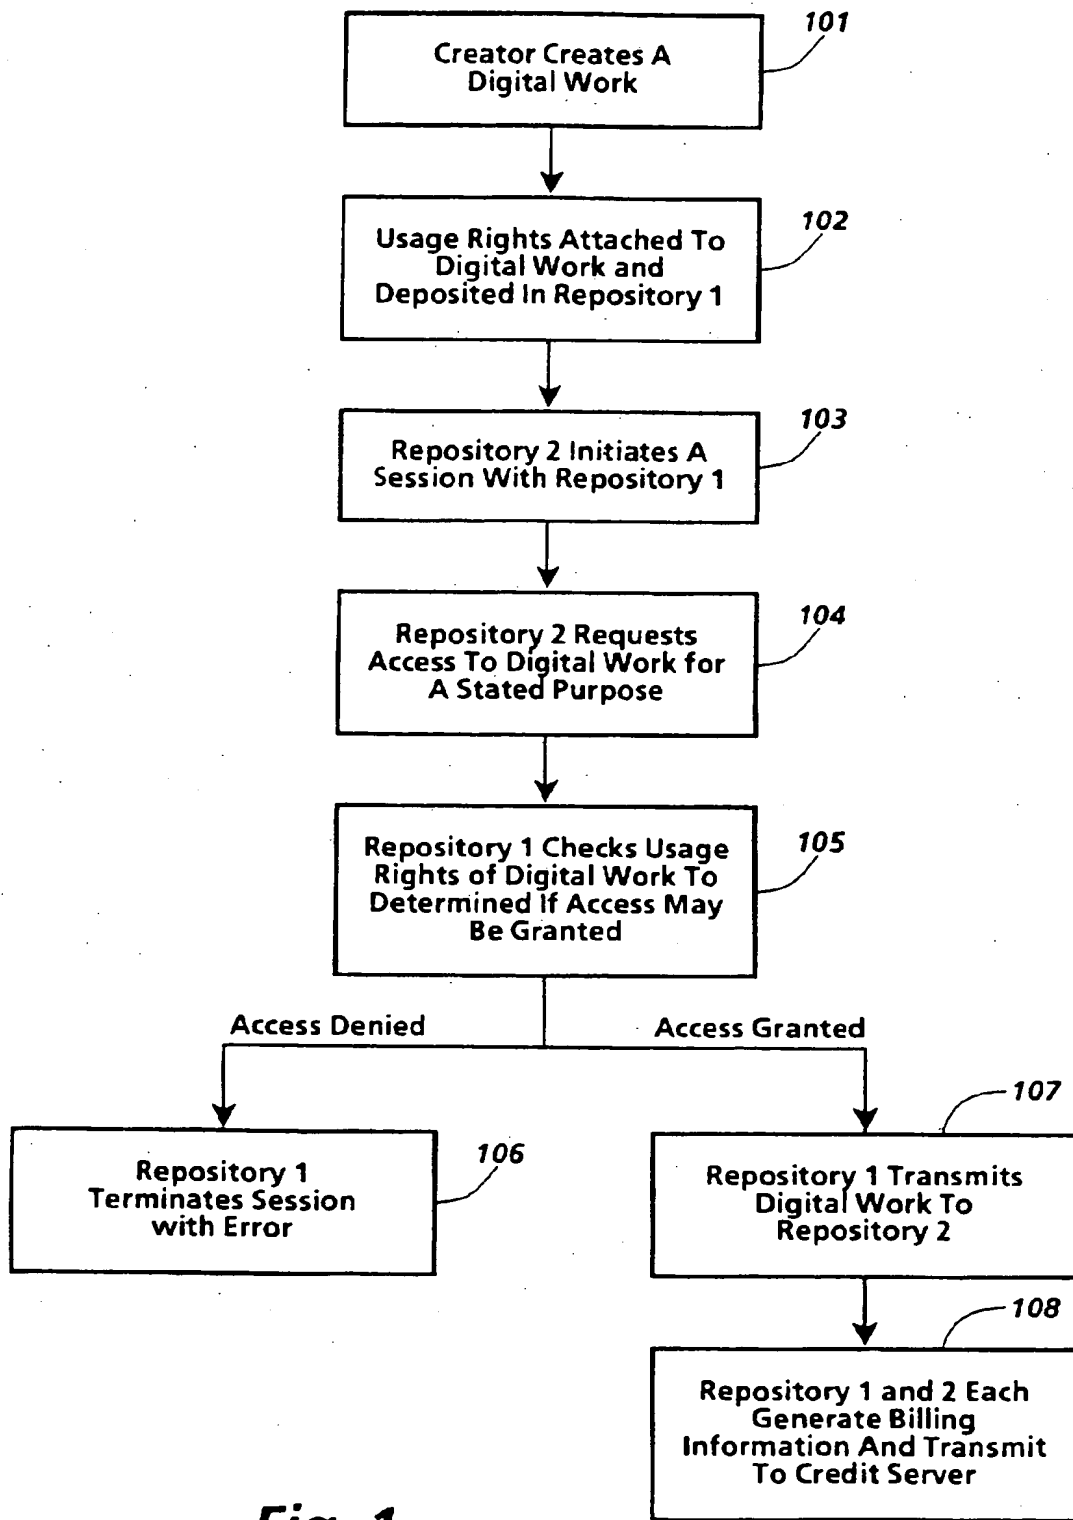 101
Creator Creates A
Digital Work
102
Usage Rights Attached To
Digital Work and
Deposited In Repository 1
103
Repository 2 Initiates A
Session With Repository 1
104
Repository 2 Requests
Access To Digital Work for
A Stated Purpose
105
Repository 1 Checks Usage
Rights of Digital Work To
Determined If Access May
Be Granted
Access Denied
Access Granted
107
106
Repository 1
Terminates Session
with Error
Repository 1 Transmits
Digital Work To
Repository 2
108
Repository 1 and 2 Each
Generate Billing
Information And Transmit
To Credit Server
Fig. 1